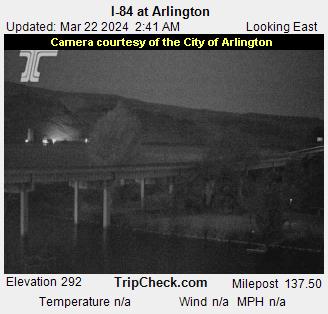 I-84 at Arlington
Updated: Mar 22 2024 2:41 AM Looking East
Camera courtesy of the City of Arlington
Elevation 292 TripCheck.com Milepost 137.50
Temperature n/a Wind n/a MPH n/a